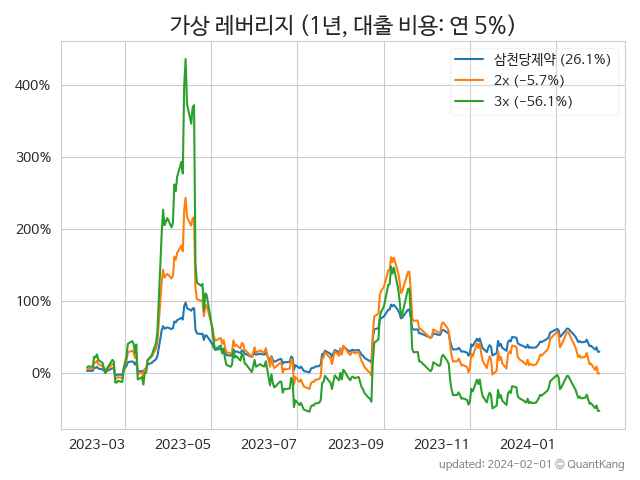 가상 레버리지 (1년, 대출 비용: 연 5%)
삼천당제약 (26.1%)
2x (−5.7%)
3x (−56.1%)
400%
300%
200%
100%
0%
2023-03 2023-05 2023-07 2023-09 2023-11 2024-01
updated: 2024-02-01 © QuantKang